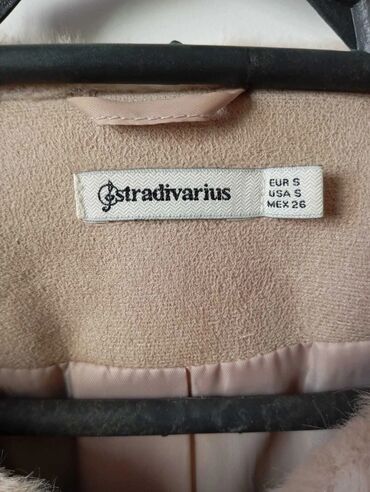 stradivarius
EUR S
USA S
MEX 26